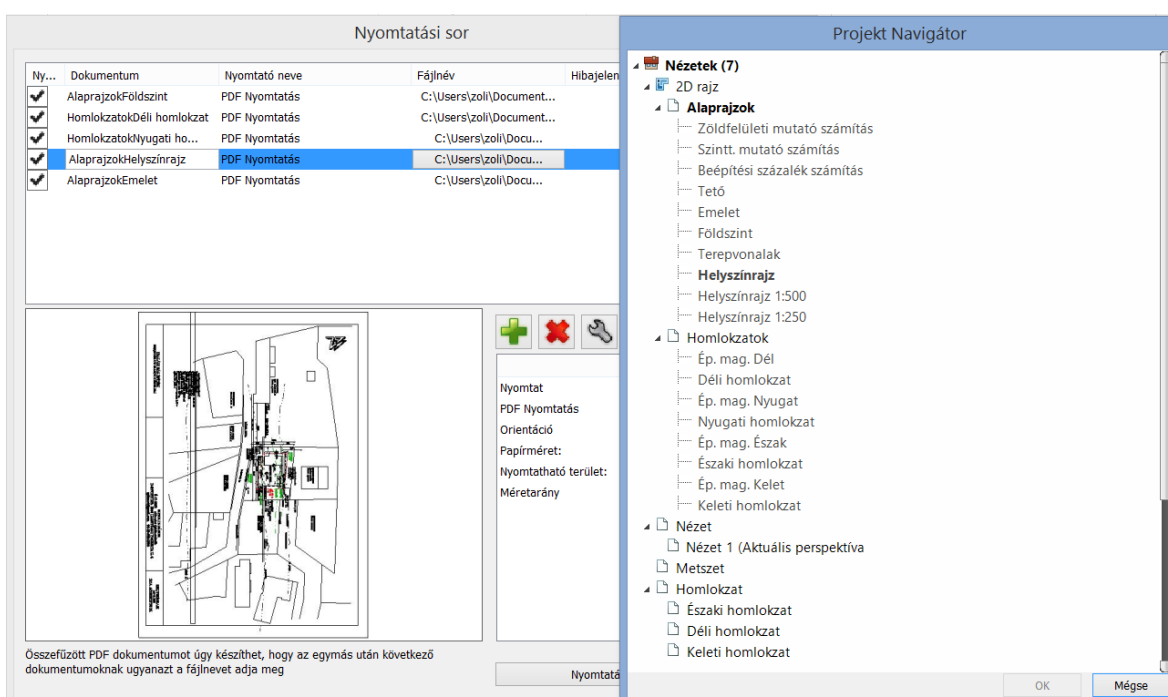 Nyomtatási sor
Ny... Dokumentum Nyomtató neve Fájlnév Hibajelen
AlaprajzokFöldszint PDF Nyomtatás C:\Users\zoli\Document...
HomlokzatokDéli homlokzat PDF Nyomtatás C:\Users\zoli\Document...
HomlokzatokNyugati ho... PDF Nyomtatás C:\Users\zoli\Docu...
AlaprajzokHelyszínrajz PDF Nyomtatás C:\Users\zoli\Docu...
AlaprajzokEmelet PDF Nyomtatás C:\Users\zoli\Docu...
Nyomtat
PDF Nyomtatás
Orientáció
Papírméret:
Nyomtatható terület:
Méretarány
Összefűzött PDF dokumentumot úgy készíthet, hogy az egymás után következő
dokumentumoknak ugyanazt a fájlnevet adja meg
Nyomtatá
Projekt Navigátor
Nézetek (7)
2D rajz
Alaprajzok
Zöldfelületi mutató számítás
Szintt. mutató számítás
Beépítési százalék számítás
Tető
Emelet
Földszint
Terepvonalak
Helyszínrajz
Helyszínrajz 1:500
Helyszínrajz 1:250
Homlokzatok
Ép. mag. Dél
Déli homlokzat
Ép. mag. Nyugat
Nyugati homlokzat
Ép. mag. Észak
Északi homlokzat
Ép. mag. Kelet
Keleti homlokzat
Nézet
Nézet 1 (Aktuális perspektíva
Metszet
Homlokzat
Északi homlokzat
Déli homlokzat
Keleti homlokzat
OK Mégse